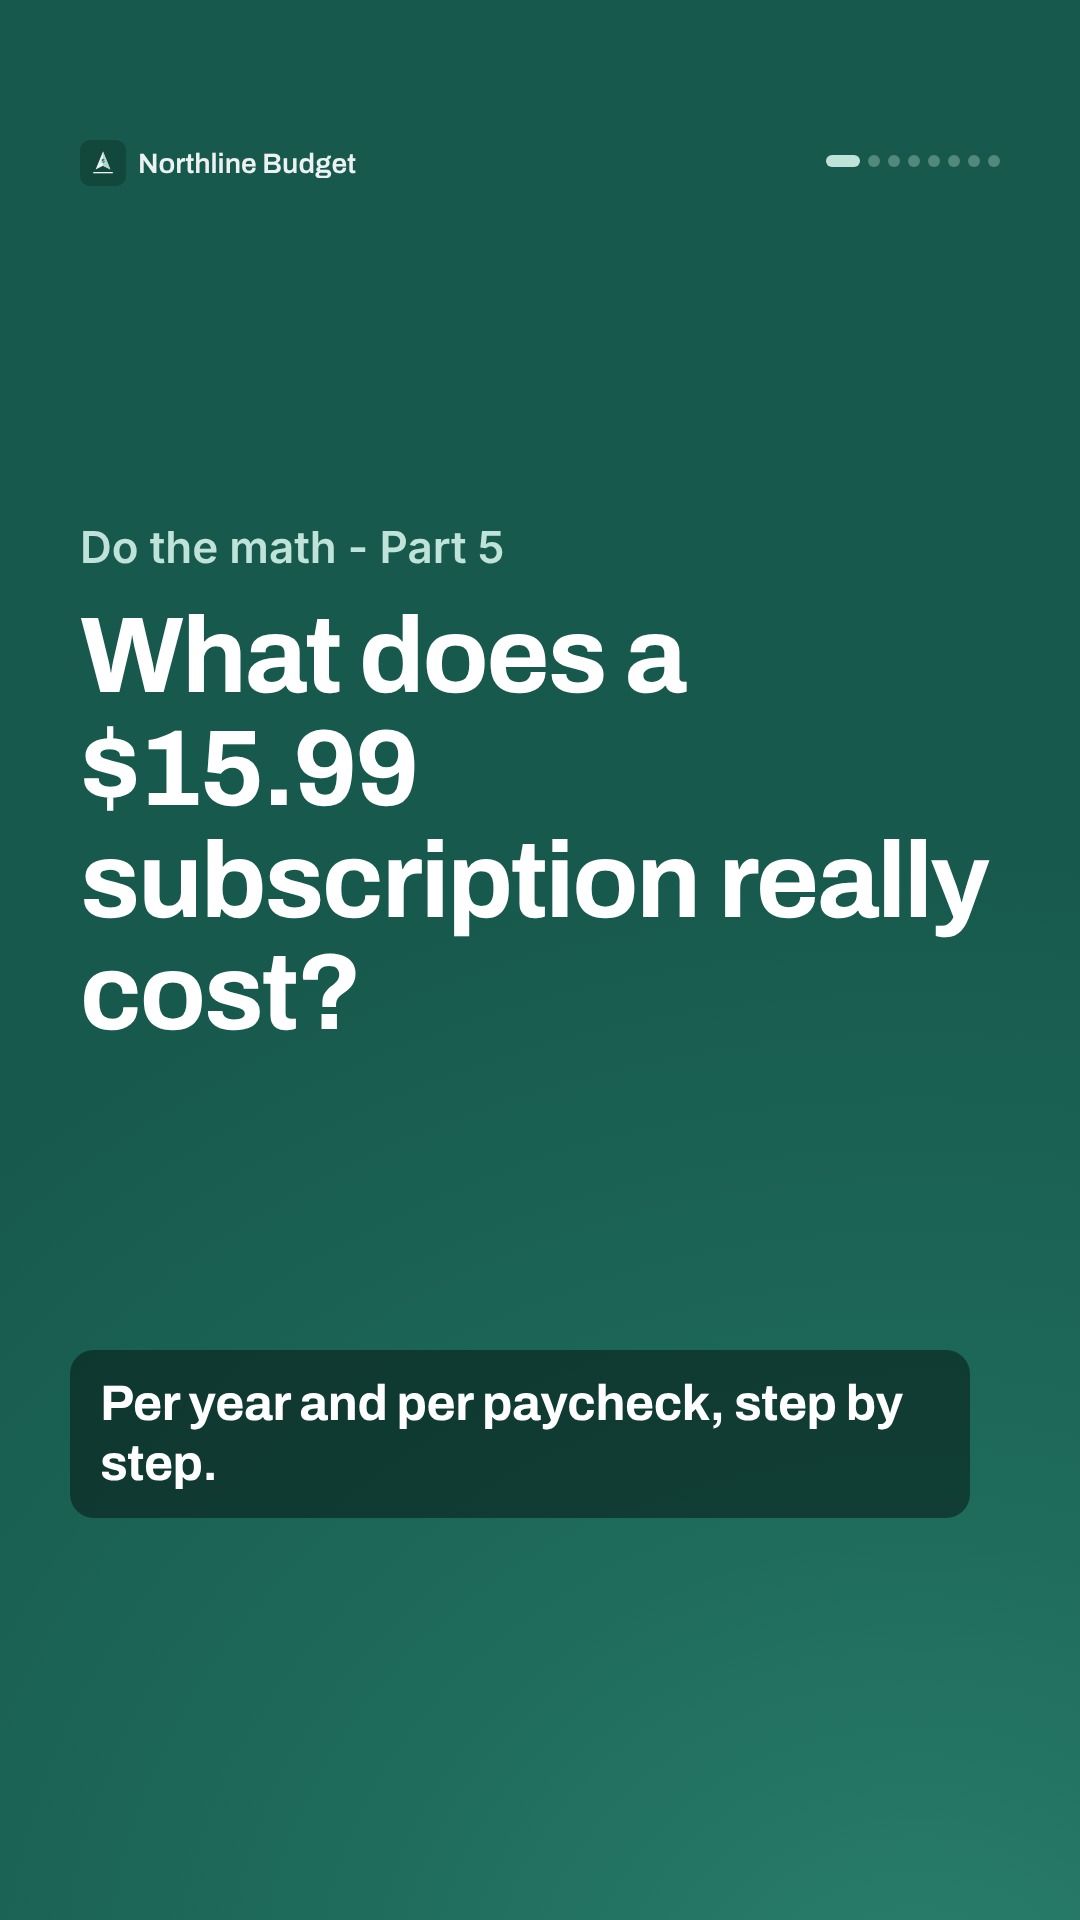 Northline Budget
Do the math - Part 5
What does a
$15.99
subscription really
cost?
Per year and per paycheck, step by
step.